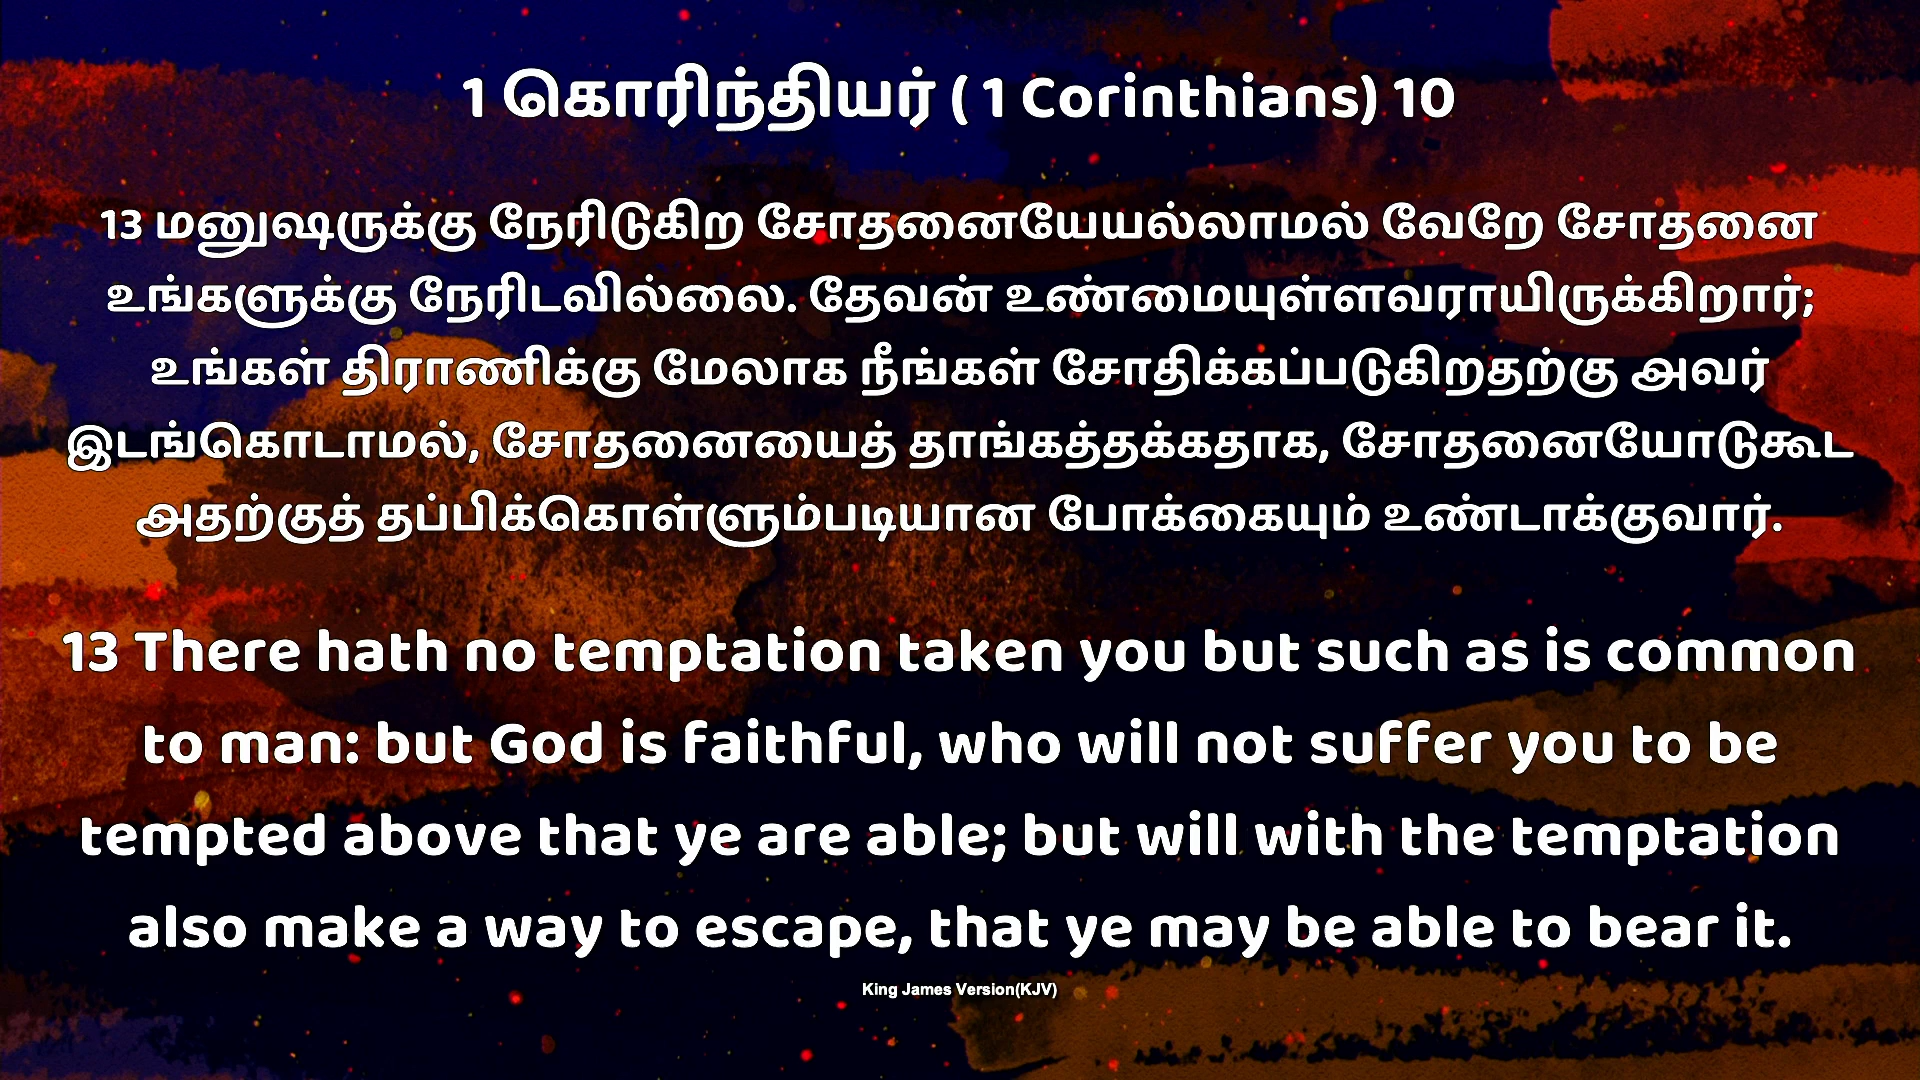 1 கொரிந்தியர் ( 1 Corinthians) 10
13 மனுஷருக்கு நேரிடுகிற சோதனையேயல்லாமல் வேறே சோதனை
உங்களுக்கு நேரிடவில்லை. தேவன் உண்மையுள்ளவராயிருக்கிறார்;
உங்கள் திராணிக்கு மேலாக நீங்கள் சோதிக்கப்படுகிறதற்கு அவர்
இடங்கொடாமல், சோதனையைத் தாங்கத்தக்கதாக, சோதனையோடுகூட
அதற்குத் தப்பிக்கொள்ளும்படியான போக்கையும் உண்டாக்குவார்.
13 There hath no temptation taken you but such as is common
to man: but God is faithful, who will not suffer you to be
tempted above that ye are able; but will with the temptation
also make a way to escape, that ye may be able to bear it.
King James Version(KJV)